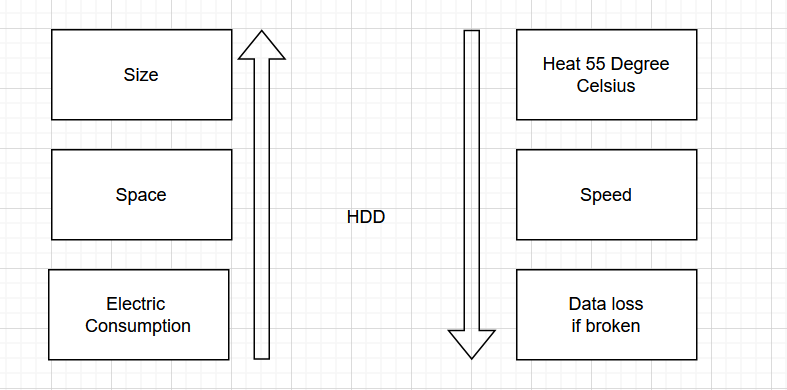 Size
Space
Electric
Consumption
HDD
Heat 55 Degree
Celsius
Speed
Data loss
if broken